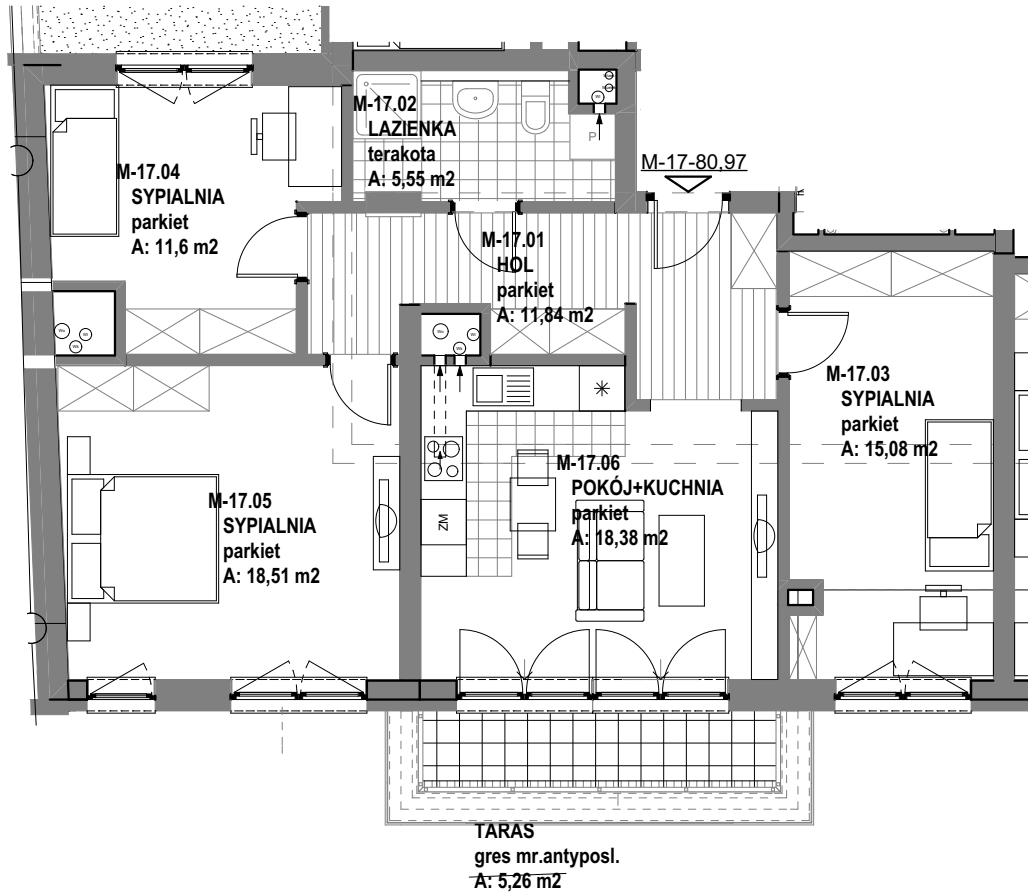 M-17.02
LAZIENKA
terakota
A: 5,55 m2
P
M-17-80,97
M-17.04
SYPIALNIA
parkiet
A: 11,6 m2
M-17.01
HOL
parkiet
A: 11,84 m2
M-17.03
SYPIALNIA
parkiet
A: 15,08 m2
M-17.06
POKÓJ+KUCHNIA
parkiet
A: 18,38 m2
M-17.05
SYPIALNIA
parkiet
A: 18,51 m2
ZM
TARAS
gres mr.antyposl.
A: 5,26 m2